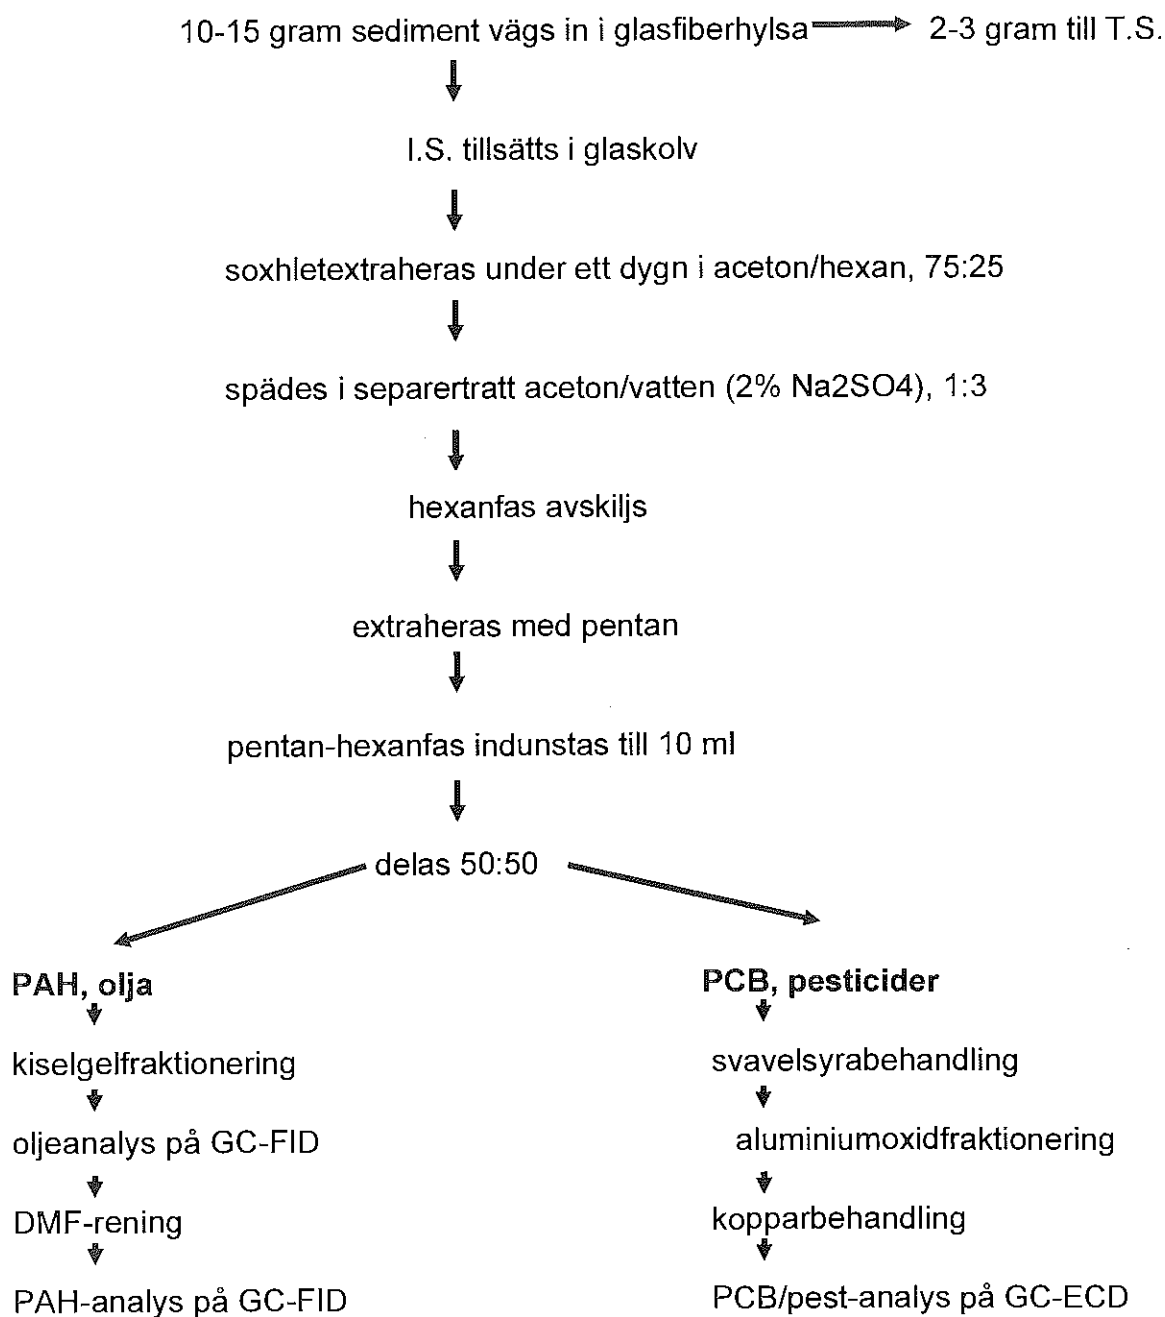 10-15 gram sediment vägs in i glasfiberhylsa 2-3 gram till T.S.
I.S. tillsätts i glaskolv
soxhletextraheras under ett dygn i aceton/hexan, 75:25
spädes i separertratt aceton/vatten (2% Na2SO4), 1:3
hexanfas avskiljs
extraheras med pentan
pentan-hexanfas indunstas till 10 ml
delas 50:50
PAH, olja
kiselgelfraktionering
oljeanalys på GC-FID
DMF-rening
PAH-analys på GC-FID
PCB, pesticider
svavelsyrabehandling
aluminiumoxidfraktionering
kopparbehandling
PCB/pest-analys på GC-ECD